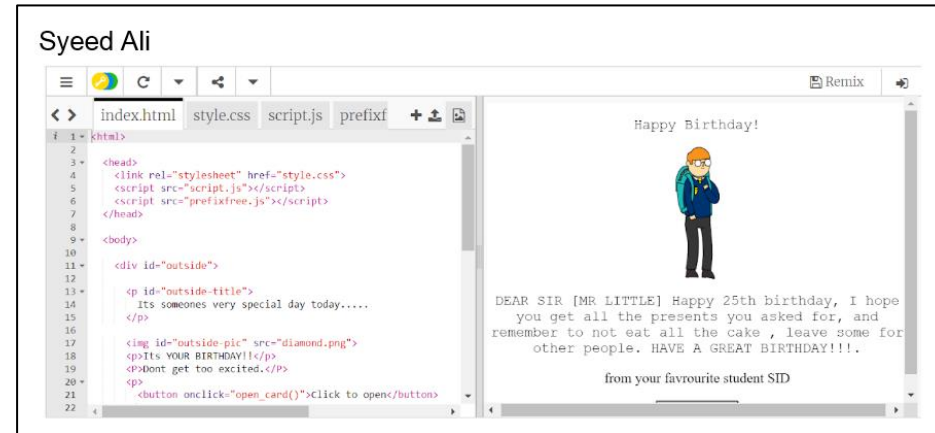 Syeed Ali
Remix
index.html style.css script.js prefixf
i 1 <html>
2
3 <head>
4 <link rel="stylesheet" href="style.css">
5 <script src="script.js"></script>
6 <script src="prefixfree.js"></script>
7 </head>
8
9 <body>
10
11 <div id="outside">
12
13 <p id="outside-title">
14 Its someones very special day today.....
15 </p>
16
17 <img id="outside-pic" src="diamond.png">
18 <p>Its YOUR BIRTHDAY!!</p>
19 <P>Dont get too excited.</P>
20 <p>
21 <button onclick="open_card()">Click to open</button>
22
Happy Birthday!
DEAR SIR [MR LITTLE] Happy 25th birthday, I hope
you get all the presents you asked for, and
remember to not eat all the cake , leave some for
other people. HAVE A GREAT BIRTHDAY!!!.
from your favrourite student SID